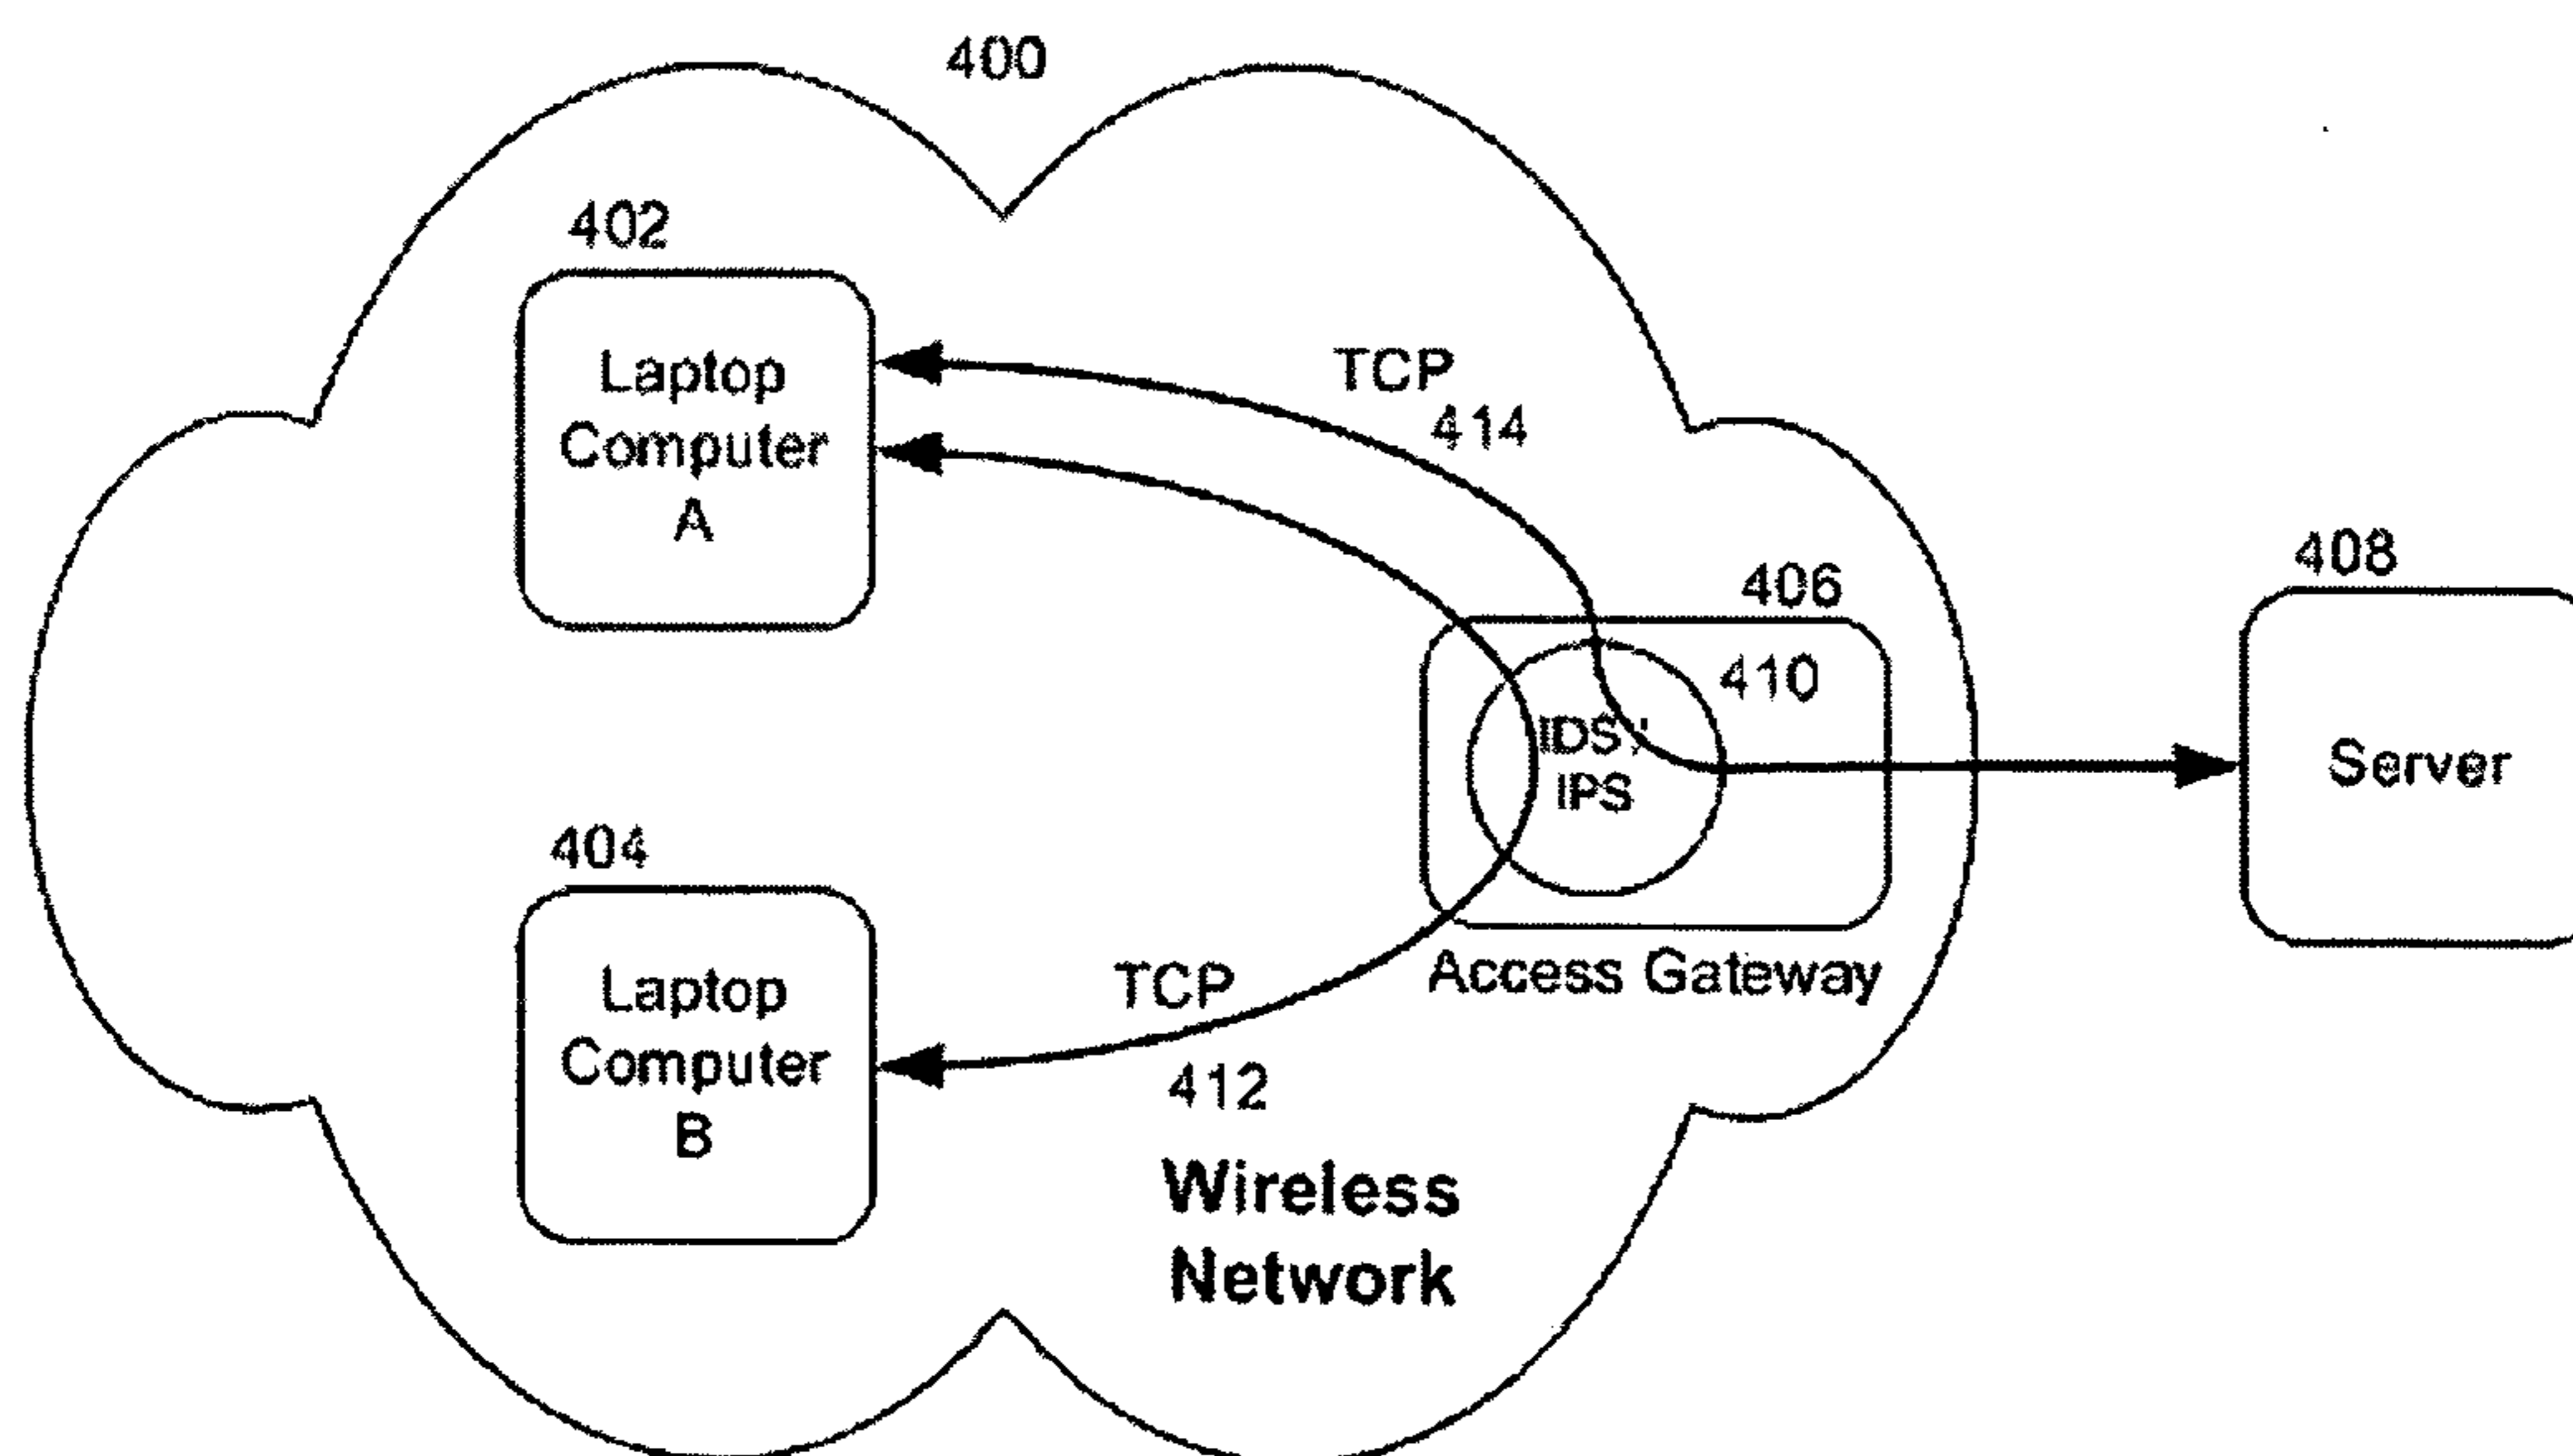 400
402
Laptop
Computer
A
TCP
414
406
410
IDS /
IPS
Access Gateway
408
Server
404
Laptop
Computer
B
TCP
412
Wireless
Network